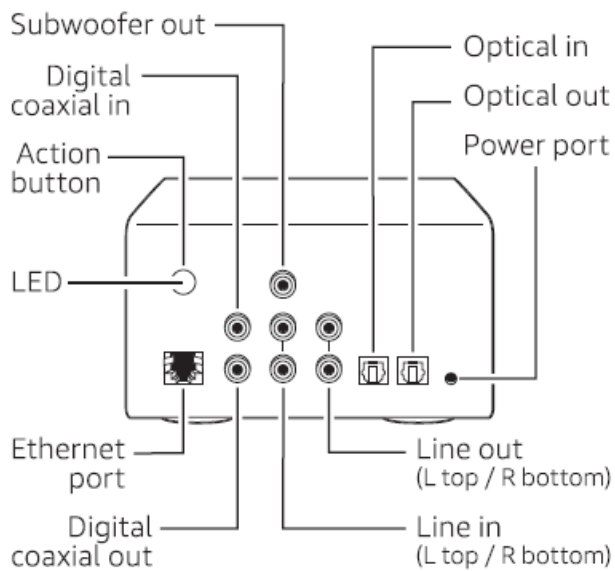 Subwoofer out
Digital
coaxial in
Action
button
LED
Ethernet
port
Digital
coaxial out
Optical in
Optical out
Power port
Line out
(L top / R bottom)
Line in
(L top / R bottom)